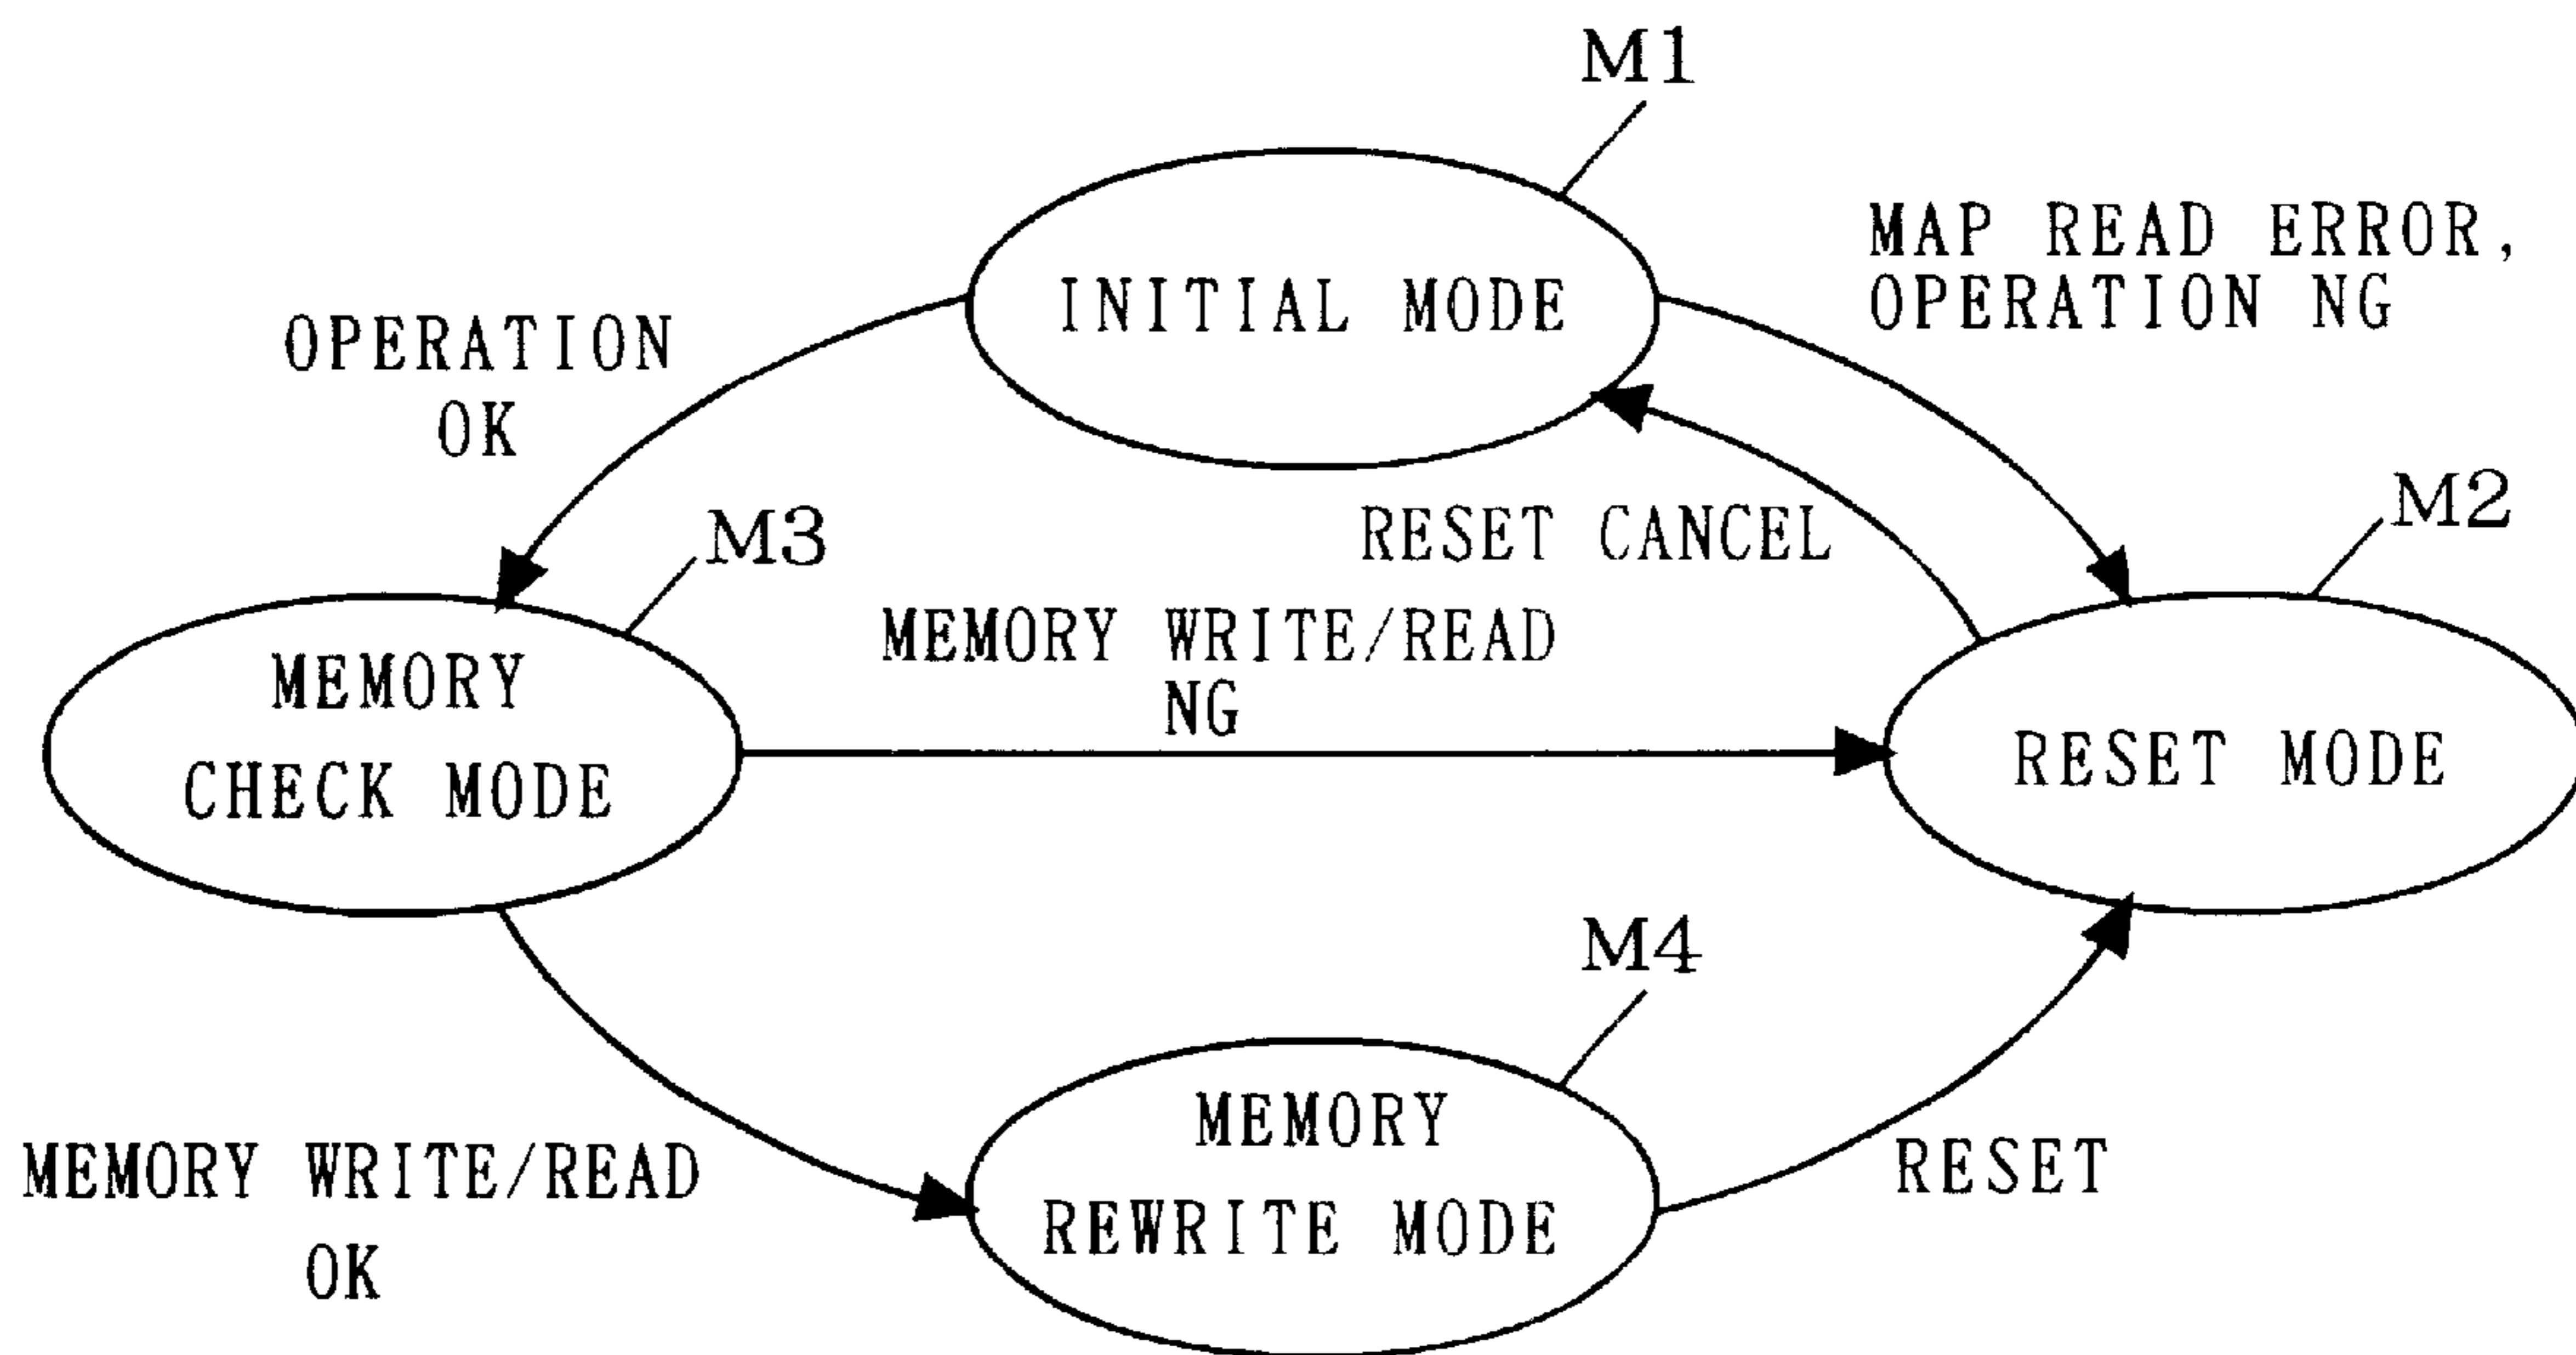 M1
INITIAL MODE
MAP READ ERROR,
OPERATION NG
OPERATION
OK
RESET CANCEL
M2
M3
MEMORY WRITE/READ
NG
MEMORY
CHECK MODE
RESET MODE
M4
MEMORY
REWRITE MODE
MEMORY WRITE/READ
OK
RESET